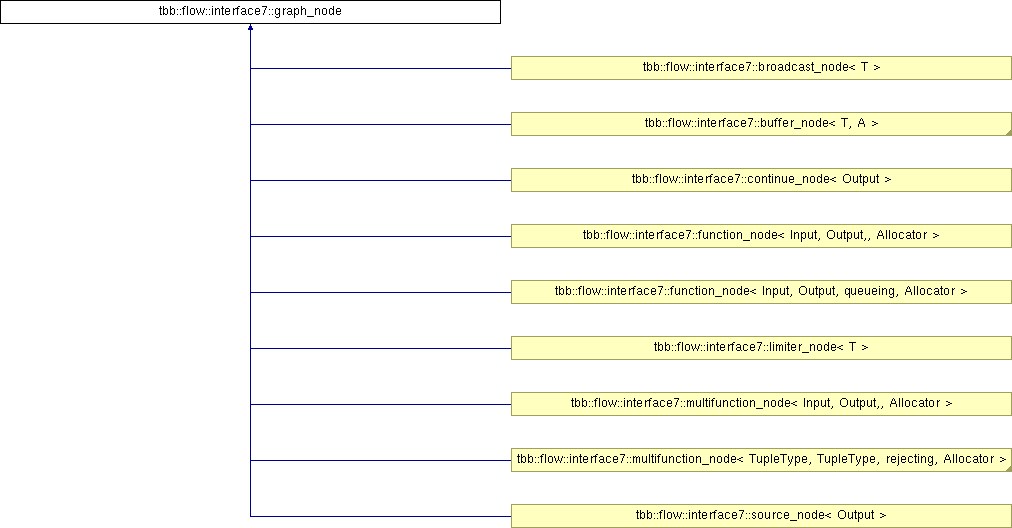 tbb::flow::interface7::graph_node
tbb::flow::interface7::broadcast_node< T >
tbb::flow::interface7::buffer_node< T, A >
tbb::flow::interface7::continue_node< Output >
tbb::flow::interface7::function_node< Input, Output,, Allocator >
tbb::flow::interface7::function_node< Input, Output, queueing, Allocator >
tbb::flow::interface7::limiter_node< T >
tbb::flow::interface7::multifunction_node< Input, Output,, Allocator >
tbb::flow::interface7::multifunction_node< TupleType, TupleType, rejecting, Allocator >
tbb::flow::interface7::source_node< Output >